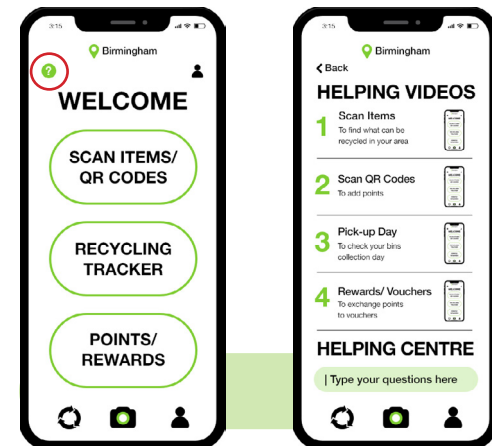 3:15
Birmingham
?
WELCOME
SCAN ITEMS/
QR CODES
RECYCLING
TRACKER
POINTS/
REWARDS
3:15
Birmingham
Back
HELPING VIDEOS
1 Scan Items
To find what can be
recycled in your area
2 Scan QR Codes
To add points
3 Pick-up Day
To check your bins
collection day
4 Rewards/ Vouchers
To exchange points
to vouchers
HELPING CENTRE
| Type your questions here